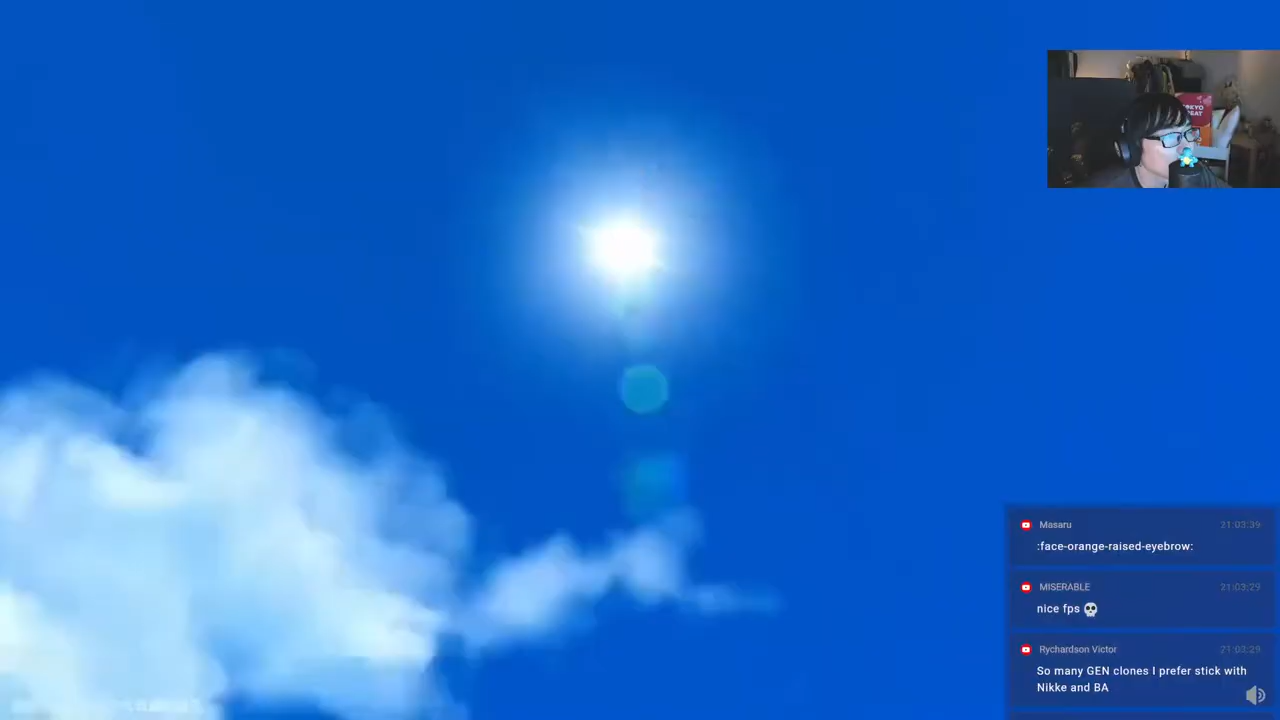 Masaru 21:03:39
:face-orange-raised-eyebrow:
MISERABLE 21:03:29
nice fps 💀
Rychardson Victor 21:03:29
So many GEN clones I prefer stick with
Nikke and BA